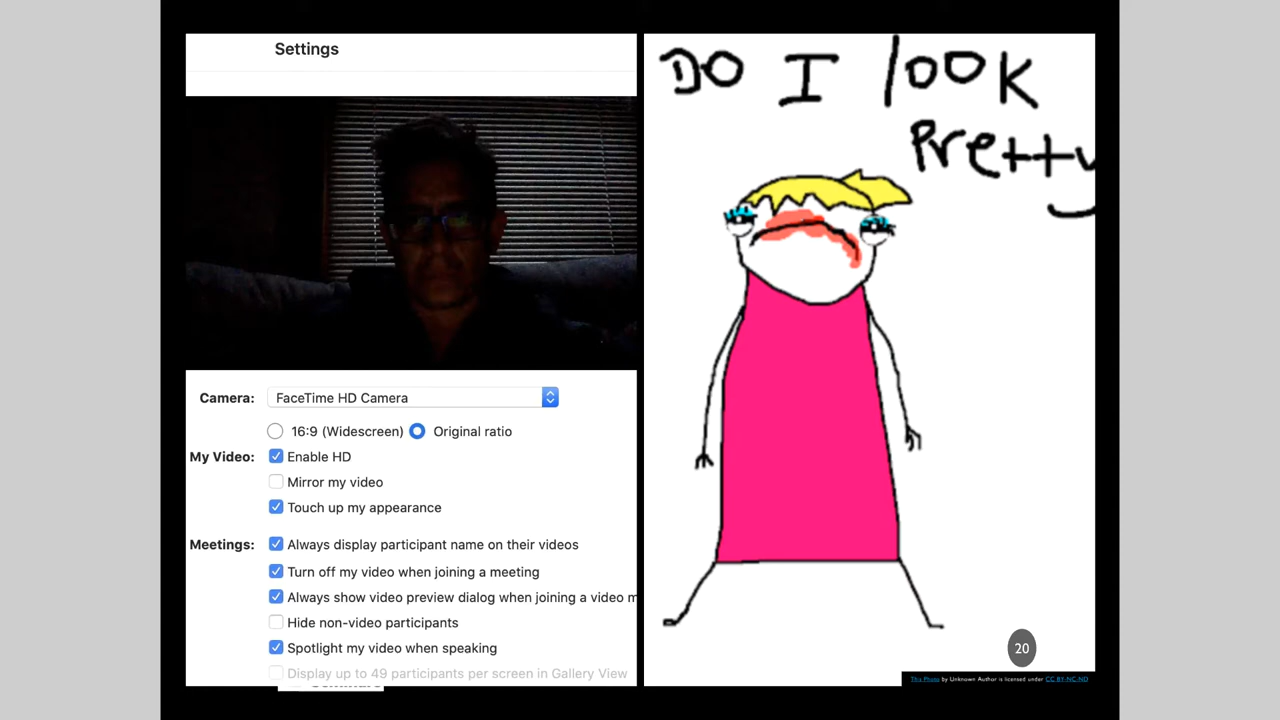 Settings
Camera: FaceTime HD Camera
16:9 (Widescreen) Original ratio
My Video: Enable HD
Mirror my video
Touch up my appearance
Meetings: Always display participant name on their videos
Turn off my video when joining a meeting
Always show video preview dialog when joining a video m
Hide non-video participants
Spotlight my video when speaking
Display up to 49 participants per screen in Gallery View
DO I look
Pretty
20
This Photo by Unknown Author is licensed under CC BY-NC-ND